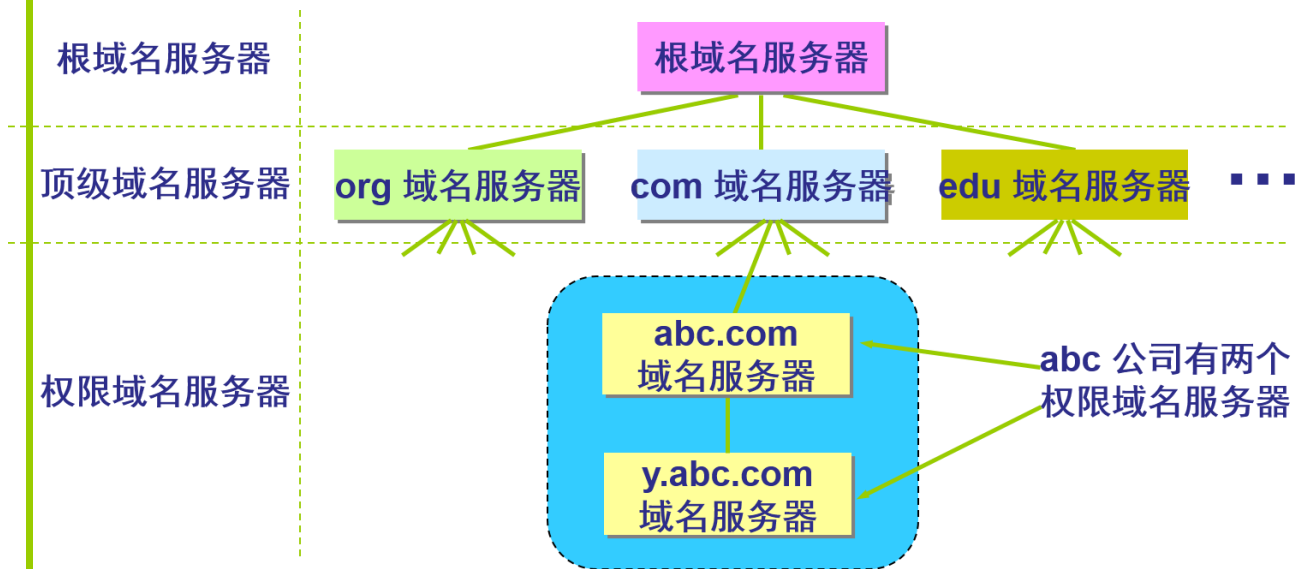 根域名服务器
根域名服务器
顶级域名服务器
org 域名服务器
com 域名服务器
edu 域名服务器
...
权限域名服务器
abc.com
域名服务器
y.abc.com
域名服务器
abc 公司有两个
权限域名服务器